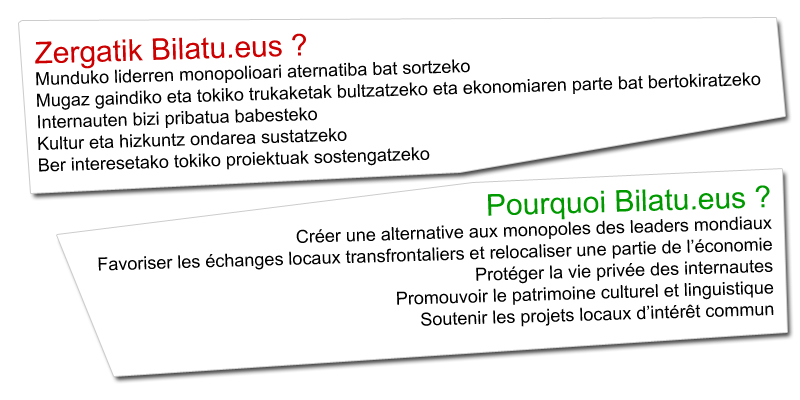 Zergatik Bilatu.eus ?
Munduko liderren monopolioari aternatiba bat sortzeko
Mugaz gaindiko eta tokiko trukaketak bultzatzeko eta ekonomiaren parte bat bertokiratzeko
Internauten bizi pribatua babesteko
Kultur eta hizkuntz ondarea sustatzeko
Ber interesetako tokiko proiektuak sostengatzeko
Pourquoi Bilatu.eus ?
Créer une alternative aux monopoles des leaders mondiaux
Favoriser les échanges locaux transfrontaliers et relocaliser une partie de l’économie
Protéger la vie privée des internautes
Promouvoir le patrimoine culturel et linguistique
Soutenir les projets locaux d’intérêt commun